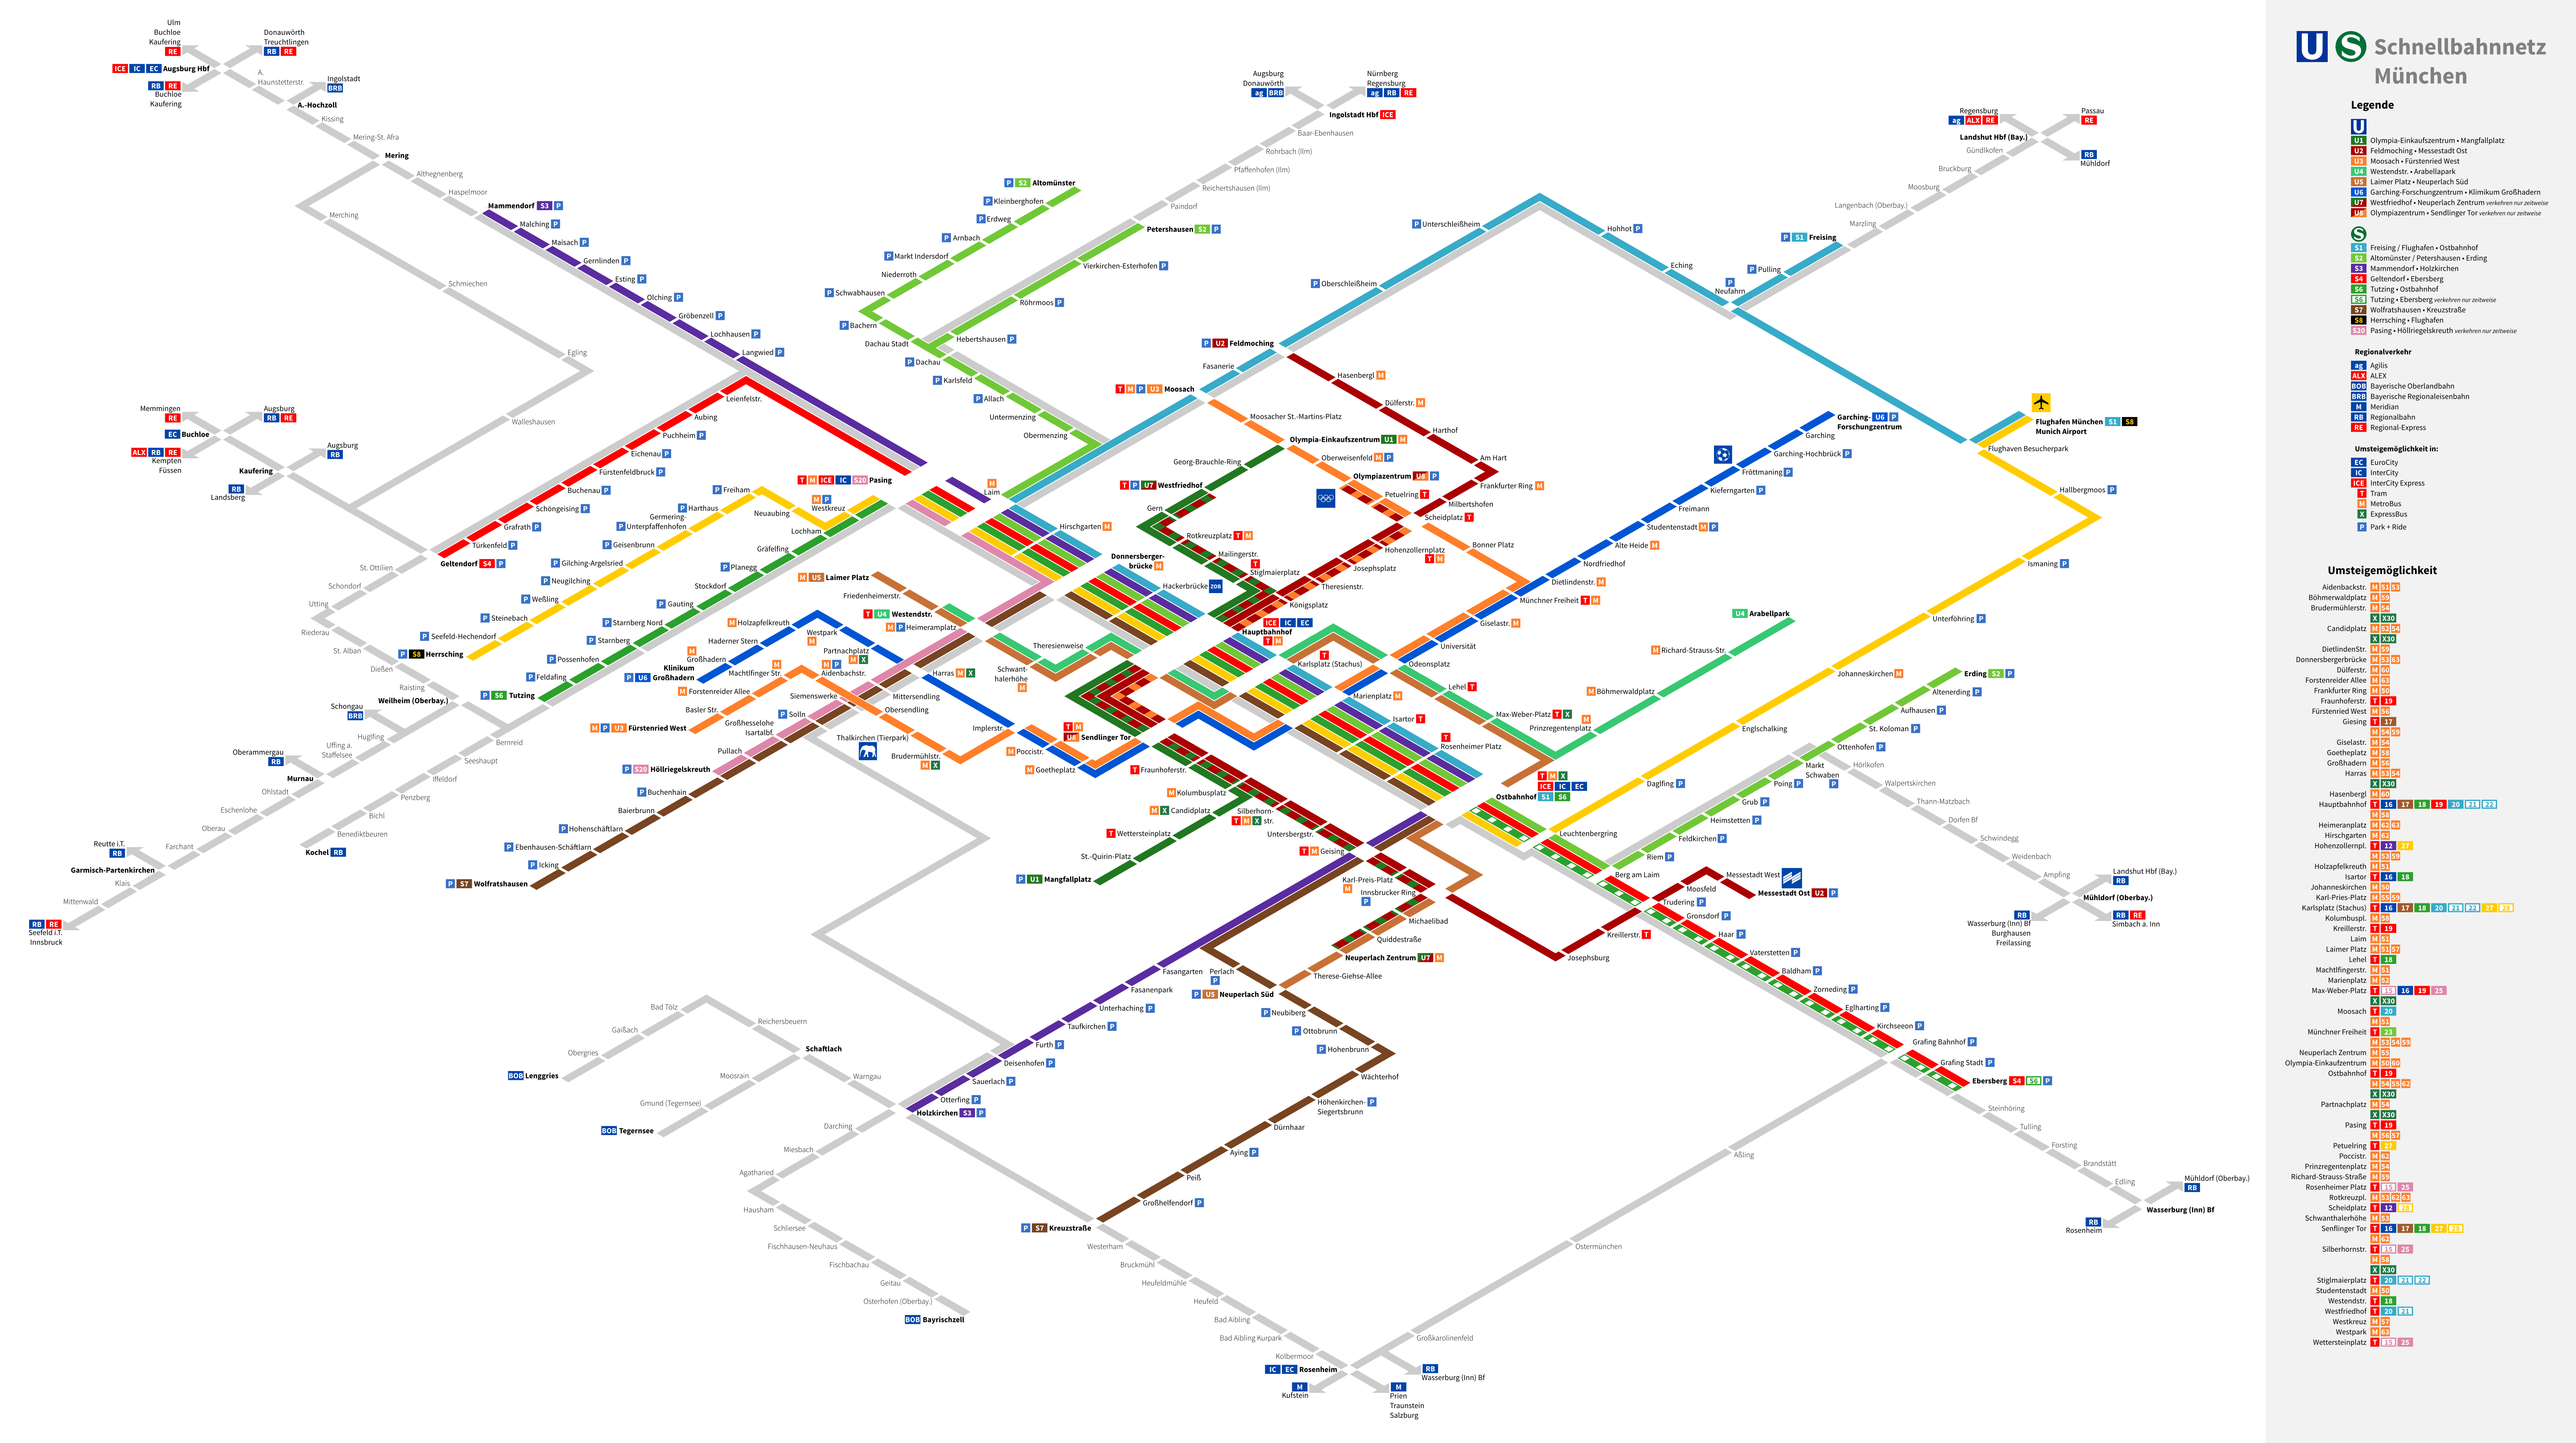 U S Schnellbahnnetz
München
Legende
U
U1 Olympia-Einkaufszentrum • Mangfallplatz
U2 Feldmoching • Messestadt Ost
U3 Moosach • Fürstenried West
U4 Westendstr. • Arabellapark
U5 Laimer Platz • Neuperlach Süd
U6 Garching-Forschungzentrum • Klimikum Großhadern
U7 Westfriedhof • Neuperlach Zentrum verkehren nur zeitweise
U8 Olympiazentrum • Sendlinger Tor verkehren nur zeitweise
S
S1 Freising / Flughafen • Ostbahnhof
S2 Altomünster / Petershausen • Erding
S3 Mammendorf • Holzkirchen
S4 Geltendorf • Ebersberg
S6 Tutzing • Ostbahnhof
S6 Tutzing • Ebersberg verkehren nur zeitweise
S7 Wolfratshausen • Kreuzstraße
S8 Herrsching • Flughafen
S20 Pasing • Höllriegelskreuth verkehren nur zeitweise
Regionalverkehr
ag Agilis
ALX ALEX
BOB Bayerische Oberlandbahn
BRB Bayerische Regionaleisenbahn
M Meridian
RB Regionalbahn
RE Regional-Express
Umsteigemöglichkeit in:
EC EuroCity
IC InterCity
ICE InterCity Express
T Tram
M MetroBus
X ExpressBus
P Park + Ride
Umsteigemöglichkeit
Aidenbackstr. M 51 53
Böhmerwaldplatz M 59
Brudermühlerstr. M 54
X X30
Candidplatz M 52 54
X X30
DietlindenStr. M 59
Donnersbergerbrücke M 53 63
Forstenreider Allee M 63
Frankfurter Ring M 50
Fraunhoferstr. T 19
Fürstenried West M 56
Giesing T 17
M 54 59
Giselastr. M 54
Goetheplatz M 58
Großhadern M 56
Harras M 53 54
X X30
Hasenbergl M 60
Hauptbahnhof T 16 17 18 19 20 21 22
M 58
Heimeranplatz M 62 63
Hirschgarten M 62
Hohenzollernpl. T 12 27
M 53 59
Holzapfelkreuth M 51
Isartor T 16 18
Johanneskirchen M 50
Karl-Pries-Platz M 55 59
Karlsplatz (Stachus) T 16 17 18 20 21 22 27 28
Kolumbuspl. M 58
Kreillerstr. T 19
Laim M 51
Laimer Platz M 51 57
Lehel T 18
Machtlfingerstr. M 51
Marienplatz M 52
Max-Weber-Platz T 15 16 19 25
X X30
Moosach T 20
M 51
Münchner Freiheit T 23
M 53 54 59
Neuperlach Zentrum M 55
Olympia-Einkaufszentrum M 50 60
Ostbahnhof T 19
M 54 55 62
X X30
Partnachplatz M 54
X X30
Pasing T 19
M 56 57
Petuelring T 27
Poccistr. M 62
Prinzregentenplatz M 54
Richard-Strauss-Straße M 59
Rosenheimer Platz T 15 25
Rotkreuzpl. M 53 62 63
Scheidplatz T 12 28
Schwanthalerhöhe M 53
Senflinger Tor T 16 17 18 27 28
M 62
Silberhornstr. T 15 25
M 58
X X30
Stiglmaierplatz T 20 21 22
Studentenstadt M 50
Westendstr. T 18
Westfriedhof T 20 21
Westkreuz M 57
Westpark M 63
Wettersteinplatz T 15 25
Ulm
Buchloe
Kaufering
RE
Donauwörth
Treuchtlingen
RB RE
ICE IC EC Augsburg Hbf
RB RE
Buchloe
Kaufering
A.
Haunstetterstr.
Ingolstadt
BRB
A.-Hochzoll
Kissing
Mering-St. Afra
Mering
Althegnenberg
Haspelmoor
Merching
Schmiechen
Egling
Walleshausen
Mammendorf S3 P
Malching P
Maisach P
Gernlinden P
Esting P
Olching P
Gröbenzell P
Lochhausen P
Langwied P
Memmingen
RE
Augsburg
RB RE
EC Buchloe
ALX RB RE
Kempten
Füssen
Augsburg
RB
Kaufering
RB
Landsberg
Leienfelstr.
Aubing
Puchheim P
Eichenau P
Fürstenfeldbruck P
Buchenau P
Schöngeising P
Grafrath P
Türkenfeld P
Geltendorf S4 P
St. Ottilien
Schondorf
Utting
Riederau
St. Alban
Dießen
Raising
Weilheim (Oberbay.)
Schongau
BRB
Huglfing
Uffing a.
Staffelsee
Oberammergau
RB
Murnau
Ohlstadt
Eschenlohe
Oberau
Farchant
Reutte i.T.
RB
Garmisch-Partenkirchen
Klais
Mittenwald
RB RE
Seefeld i.T.
Innsbruck
Bernreid
Seeshaupt
Iffeldorf
Penzberg
Bichl
Benediktbeuren
Kochel RB
P Freiham
P Harthaus
Germering-
P Unterpfaffenhofen
P Geisenbrunn
P Gilching-Argelsried
P Neugilching
P Weßling
P Steinebach
P Seefeld-Hechendorf
P S8 Herrsching
Neuaubing
M P
Westkreuz
Lochham
Gräfelfing
P Planegg
Stockdorf
P Gauting
P Starnberg Nord
P Starnberg
P Possenhofen
P Feldafing
P S6 Tutzing
T M ICE IC S20 Pasing
M
Laim
Hirschgarten M
Donnersberger-
brücke M
Hackerbrücke ZOB
ICE IC EC
Hauptbahnhof
T M
T
Karlsplatz (Stachus)
Marienplatz M
Isartor T
T
Rosenheimer Platz
T M X
ICE IC EC
Ostbahnhof S1 S6
P S2 Altomünster
P Kleinberghofen
P Erdweg
P Arnbach
P Markt Indersdorf
Niederroth
P Schwabhausen
P Bachern
Dachau Stadt
P Dachau
P Karlsfeld
P Allach
Untermenzing
Obermenzing
Augsburg
Donauwörth
ag BRB
Nürnberg
Regensburg
ag RB RE
Ingolstadt Hbf ICE
Baar-Ebenhausen
Rohrbach (Ilm)
Pfaffenhofen (Ilm)
Reichertshausen (Ilm)
Paindorf
Petershausen S2 P
Vierkirchen-Esterhofen P
Röhrmoos P
Hebertshausen P
P Unterschleißheim
P Oberschleißheim
P U2 Feldmoching
Fasanerie
T M P U3 Moosach
Hohhot P
Eching
P
Neufahrn
P Pulling
P S1 Freising
Marzling
Langenbach (Oberbay.)
Moosburg
Bruckburg
Gündlkofen
Landshut Hbf (Bay.)
Regensburg
ag ALX RE
Passau
RE
RB
Mühldorf
Flughafen München S1 S8
Munich Airport
Flughaven Besucherpark
Hallbergmoos P
Ismaning P
Unterföhring P
Johanneskirchen M
Englschalking
Daglfing P
Leuchtenbergring
Hasenbergl M
Dülferstr. M
Harthof
Am Hart
Frankfurter Ring M
Milbertshofen
Scheidplatz T
Hohenzollernplatz
T M
Josephsplatz
Theresienstr.
Königsplatz
Moosacher St.-Martins-Platz
Olympia-Einkaufszentrum U1 M
Oberweisenfeld M P
Olympiazentrum U8 P
Petuelring T
Bonner Platz
Georg-Brauchle-Ring
T P U7 Westfriedhof
Gern
Rotkreuzplatz T M
Mailingerstr.
T
Stiglmaierplatz
Garching- U6 P
Forschungzentrum
Garching
Garching-Hochbrück P
Fröttmaning P
Kieferngarten P
Freimann
Studentenstadt M P
Alte Heide M
Nordfriedhof
Dietlindenstr. M
Münchner Freiheit T M
Giselastr. M
Universität
Odeonsplatz
Lehel T
Max-Weber-Platz T X
M
Prinzregentenplatz
M Böhmerwaldplatz
M Richard-Strauss-Str.
U4 Arabellpark
M U5 Laimer Platz
Friedenheimerstr.
T U4 Westendstr.
M P Heimeranplatz
Schwant-
halerhöhe
M
Theresienwiese
M Holzapfelkreuth
Haderner Stern
M
Großhadern
Klinikum
P U6 Großhadern
Westpark
M
Partnachplatz
M X
Harras M X
Machtlfinger Str.
M
M P
Aidenbachstr.
M Forstenreider Allee
Basler Str.
M P U3 Fürstenried West
Siemenswerke
Mittersendling
Obersendling
P Solln
Großhesselohe
Isartalbf.
Pullach
P S20 Höllriegelskreuth
P Buchenhain
Baierbrunn
P Hohenschäftlarn
P Ebenhausen-Schäftlarn
P Icking
P S7 Wolfratshausen
Thalkirchen (Tierpark)
Brudermühlstr.
M X
Implerstr.
M Poccistr.
M Goetheplatz
T M
U8 Sendlinger Tor
T Fraunhoferstr.
M Kolumbusplatz
M X Candidplatz
T Wettersteinplatz
St.-Quirin-Platz
P U1 Mangfallplatz
Silberhorn-
T M X str.
Untersbergstr.
T M Geising
Karl-Preis-Platz
M
Innsbrucker Ring
P
Michaelibad
Quiddestraße
Neuperlach Zentrum U7 M
Therese-Giehse-Allee
P U5 Neuperlach Süd
Kreillerstr. T
Josephsburg
Moosfeld
Trudering P
Messestadt West
Messestadt Ost U2 P
Erding S2 P
Altenerding P
Aufhausen P
St. Koloman P
Ottenhofen P
Markt
Schwaben
P
Poing P
Grub P
Heimstetten P
Feldkirchen P
Riem P
Berg am Laim
Hörlkofen
Walpertskirchen
Thann-Matzbach
Dorfen Bf
Schwindegg
Weidenbach
Ampfing
Landshut Hbf (Bay.)
RB
Mühldorf (Oberbay.)
RB
Wasserburg (Inn) Bf
Burghausen
Freilassing
RB RE
Simbach a. Inn
Gronsdorf P
Haar P
Vaterstetten P
Baldham P
Zorneding P
Eglharting P
Kirchseeon P
Grafing Bahnhof P
Grafing Stadt P
Ebersberg S4 S6 P
Steinhöring
Tulling
Forsting
Brandstätt
Edling
Mühldorf (Oberbay.)
RB
Wasserburg (Inn) Bf
RB
Rosenheim
Aßling
Ostermünchen
Großkarolinenfeld
RB
Wasserburg (Inn) Bf
IC EC Rosenheim
M
Kufstein
M
Prien
Traunstein
Salzburg
Fasangarten
Fasanenpark
Unterhaching P
Taufkirchen P
Furth P
Deisenhofen P
Sauerlach P
Otterfing P
Holzkirchen S3 P
Perlach
P
P Neubiberg
P Ottobrunn
P Hohenbrunn
Wächterhof
Höhenkirchen- P
Siegertsbrunn
Dürnhaar
Aying P
Peiß
Großhelfendorf P
P S7 Kreuzstraße
Westerham
Bruckmühl
Heufeldmühle
Heufeld
Bad Aibling
Bad Aibling Kurpark
Kolbermoor
Bad Tölz
Gaißach
Obergries
BOB Lenggries
Reichersbeuern
Schaftlach
Moosrain
Gmund (Tegernsee)
BOB Tegernsee
Warngau
Darching
Miesbach
Agatharied
Hausham
Schliersee
Fischhausen-Neuhaus
Fischbachau
Geitau
Osterhofen (Oberbay.)
BOB Bayrischzell